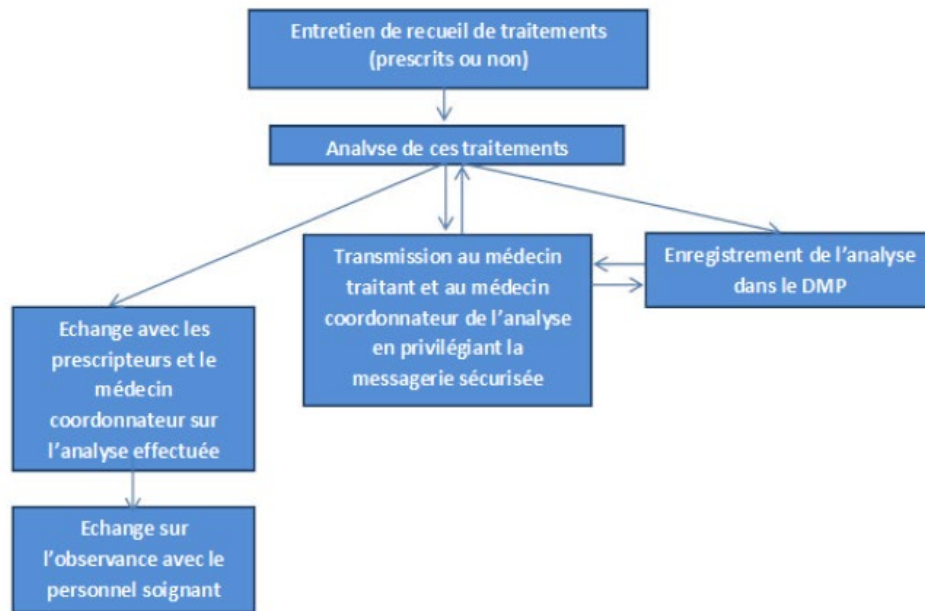 Entretien de recueil de traitements
(prescrits ou non)
Analyse de ces traitements
Transmission au médecin
traitant et au médecin
coordonnateur de l'analyse
en privilégiant la
messagerie sécurisée
Enregistrement de l'analyse
dans le DMP
Echange avec les
prescripteurs et le
médecin
coordonnateur sur
l'analyse effectuée
Echange sur
l'observance avec le
personnel soignant